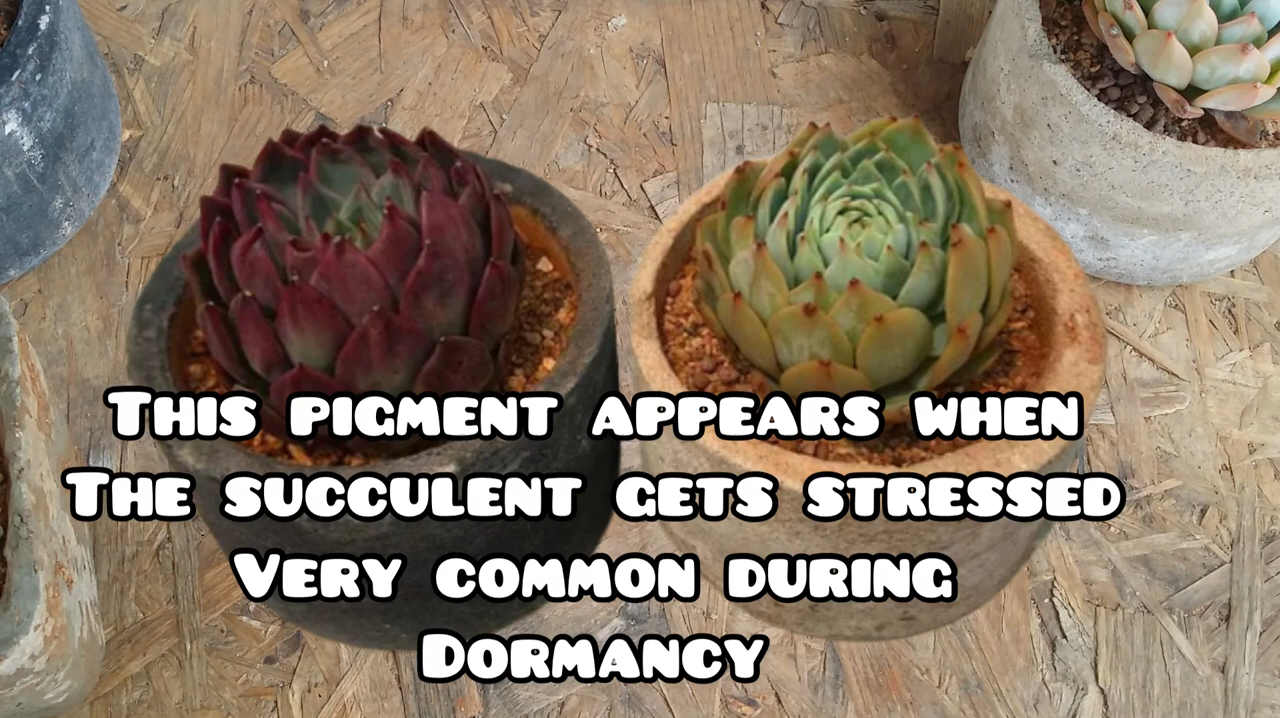 This pigment appears when
The succulent gets stressed
Very common during
Dormancy